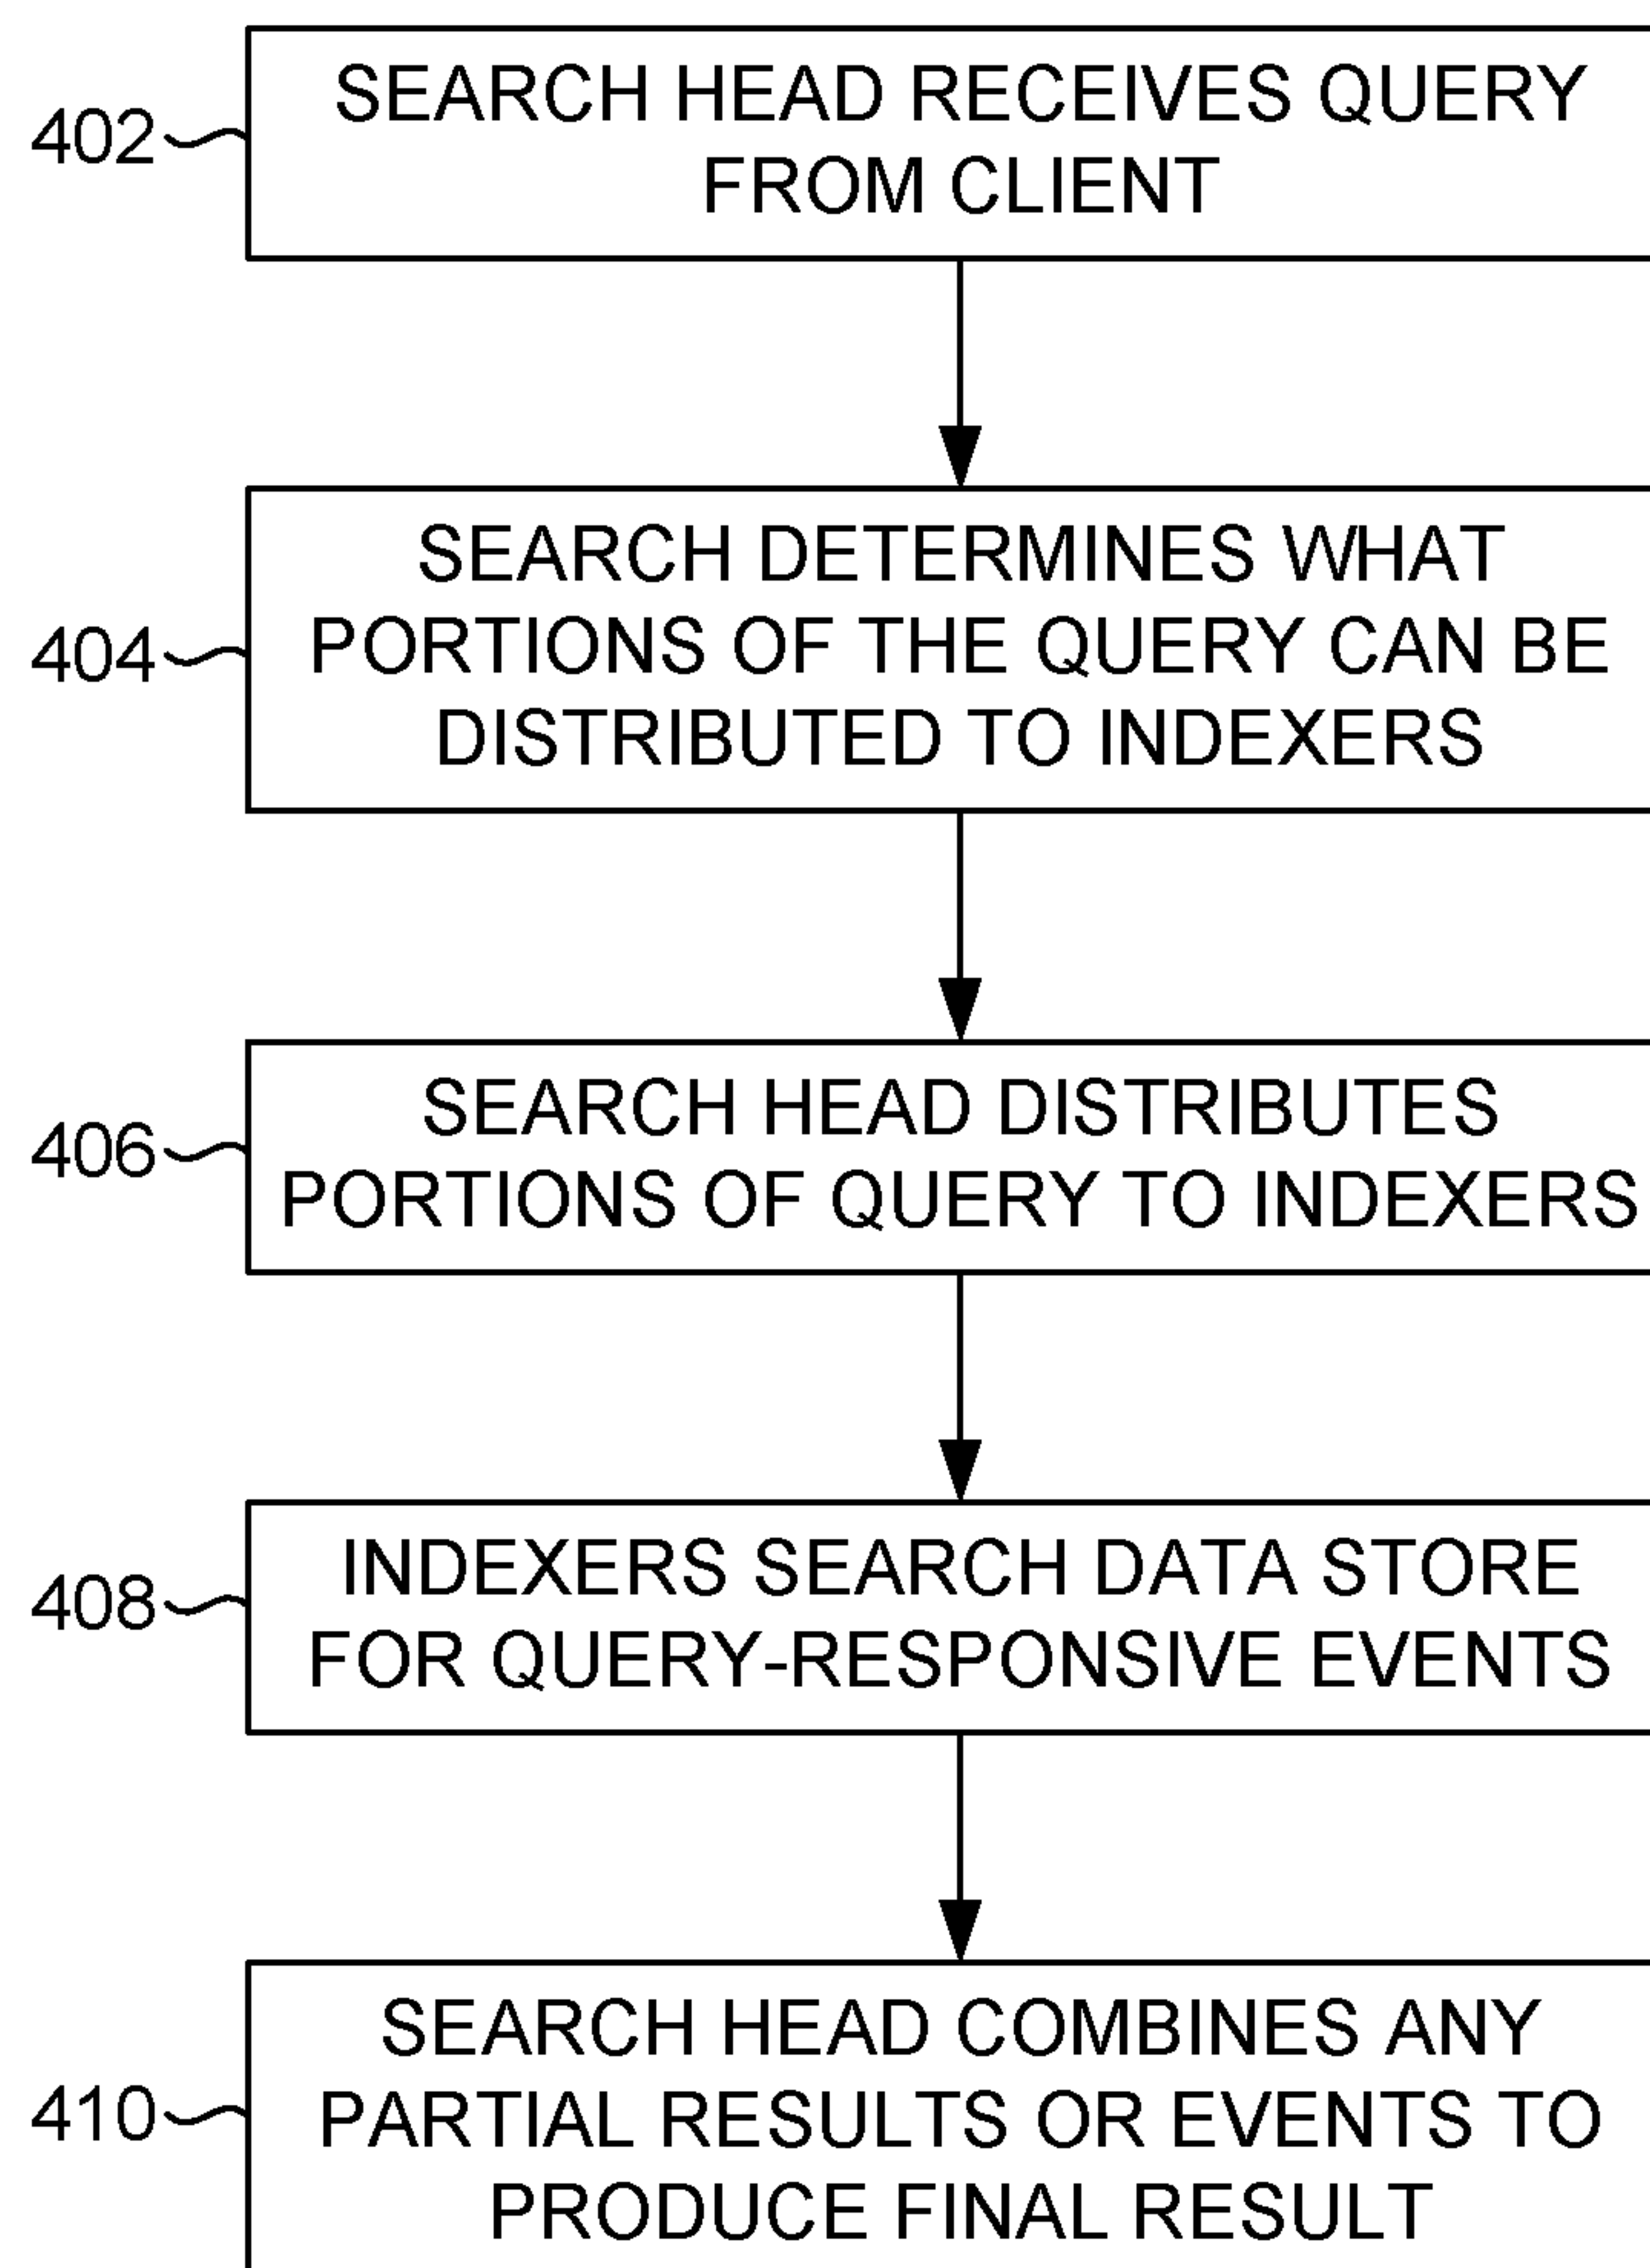 402
SEARCH HEAD RECEIVES QUERY
FROM CLIENT
404
SEARCH DETERMINES WHAT
PORTIONS OF THE QUERY CAN BE
DISTRIBUTED TO INDEXERS
406
SEARCH HEAD DISTRIBUTES
PORTIONS OF QUERY TO INDEXERS
408
INDEXERS SEARCH DATA STORE
FOR QUERY-RESPONSIVE EVENTS
410
SEARCH HEAD COMBINES ANY
PARTIAL RESULTS OR EVENTS TO
PRODUCE FINAL RESULT